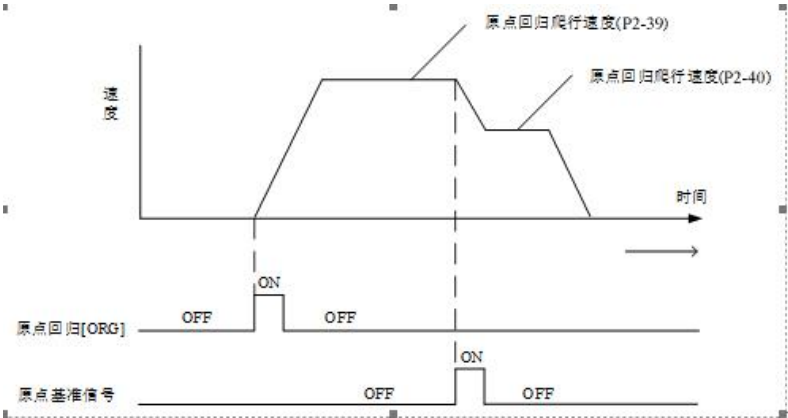 原点回归爬行速度(P2-39)
原点回归爬行速度(P2-40)
速度
时间
ON
OFF
OFF
原点回归[ORG]
ON
OFF
OFF
原点基准信号